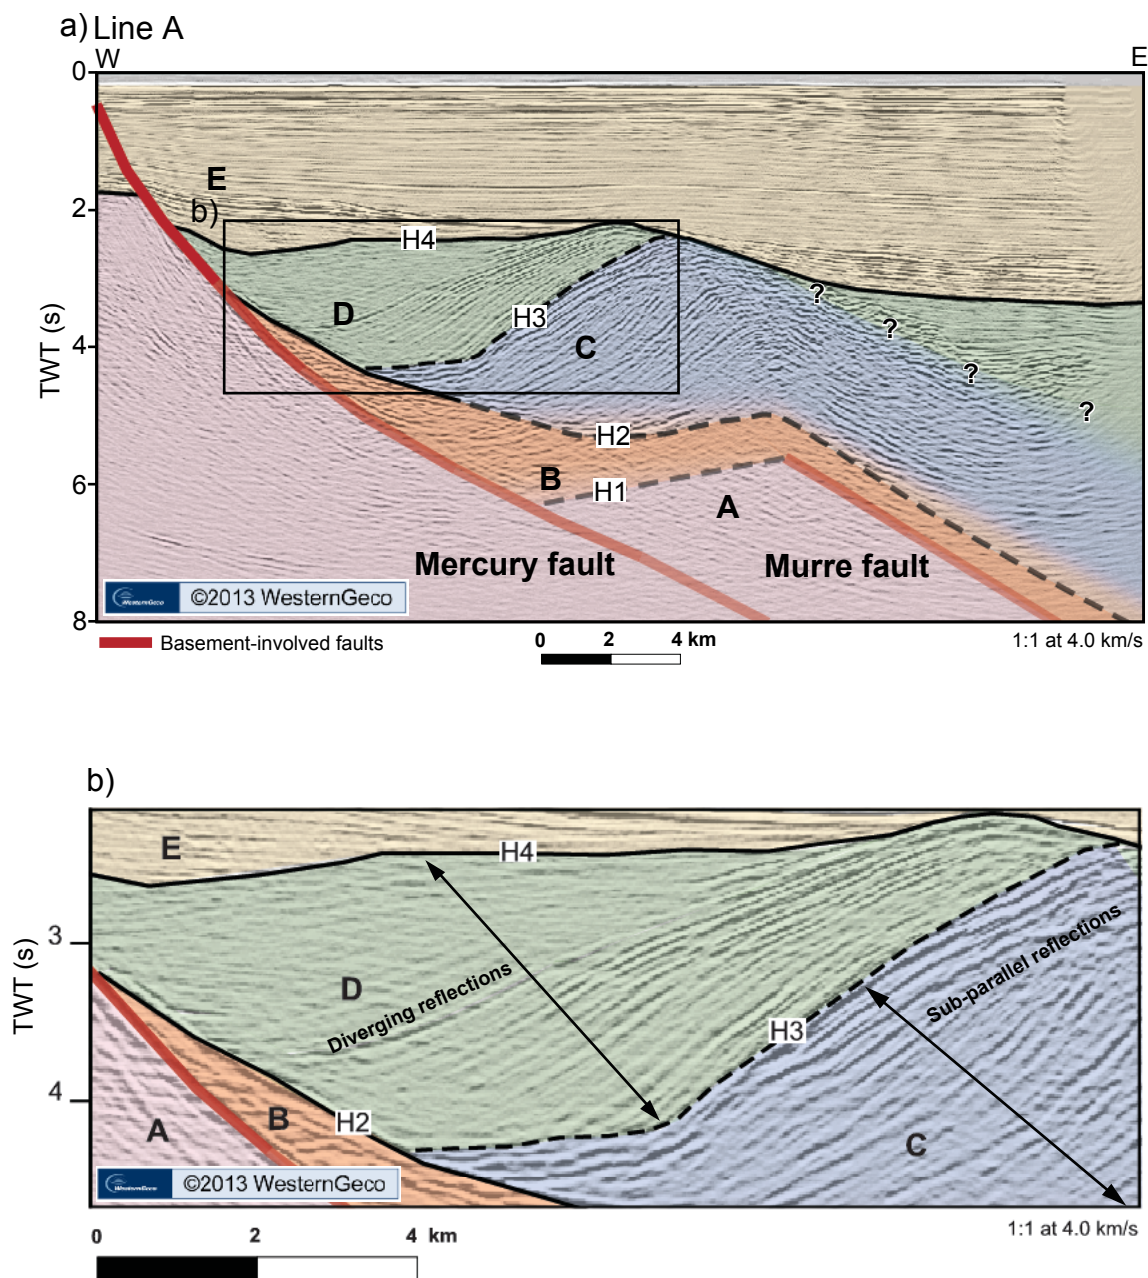 a) Line A
W
E
0
E
b)
2
H4
?
D
H3
?
C
TWT (s)
4
?
?
H2
B
H1
6
A
Mercury fault
Murre fault
WesternGeco
©2013 WesternGeco
8
Basement-involved faults
0 2 4 km
1:1 at 4.0 km/s
b)
E
H4
3
Sub-parallel reflections
TWT (s)
D
Diverging reflections
H3
4
B
H2
A
C
WesternGeco
©2013 WesternGeco
1:1 at 4.0 km/s
0 2 4 km